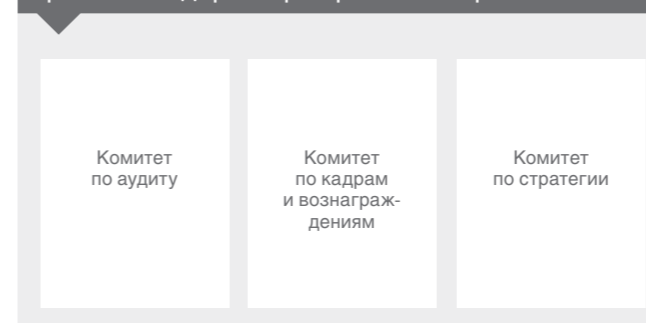 Комитет
по аудиту
Комитет
по кадрам
и вознаграж-
дениям
Комитет
по стратегии